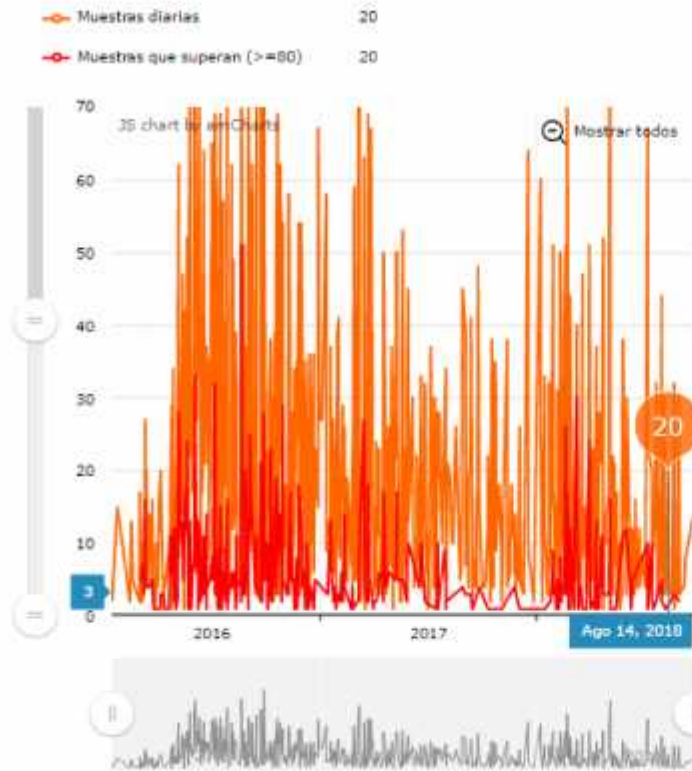 Muestras diarias 20
Muestras que superan (>=80) 20
70
JS chart by amCharts
Mostrar todos
60
50
40
30
20
20
10
3
0
2016 2017 Ago 14, 2018